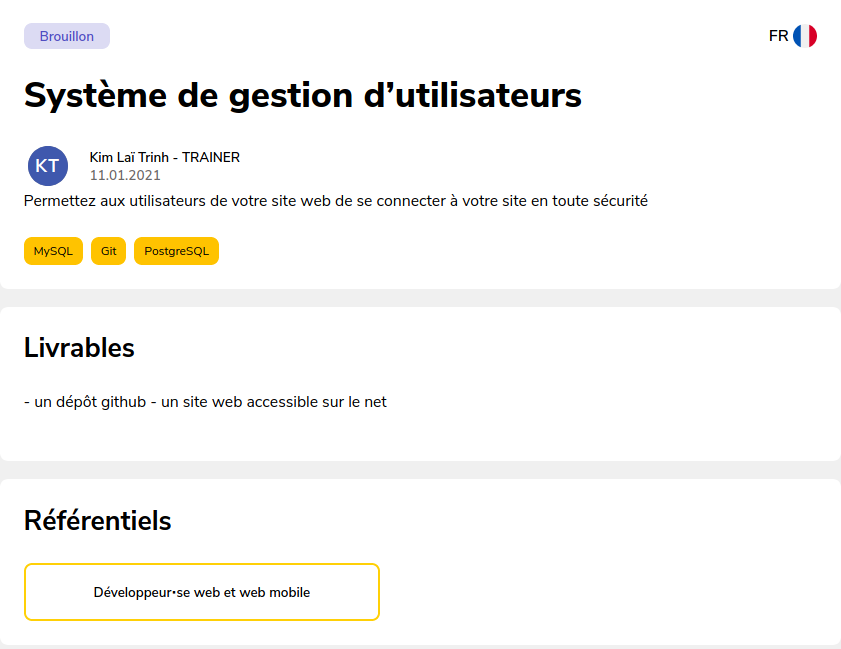 Brouillon
FR
Système de gestion d’utilisateurs
KT
Kim Laï Trinh - TRAINER
11.01.2021
Permettez aux utilisateurs de votre site web de se connecter à votre site en toute sécurité
MySQL Git PostgreSQL
Livrables
- un dépôt github - un site web accessible sur le net
Référentiels
Développeur·se web et web mobile